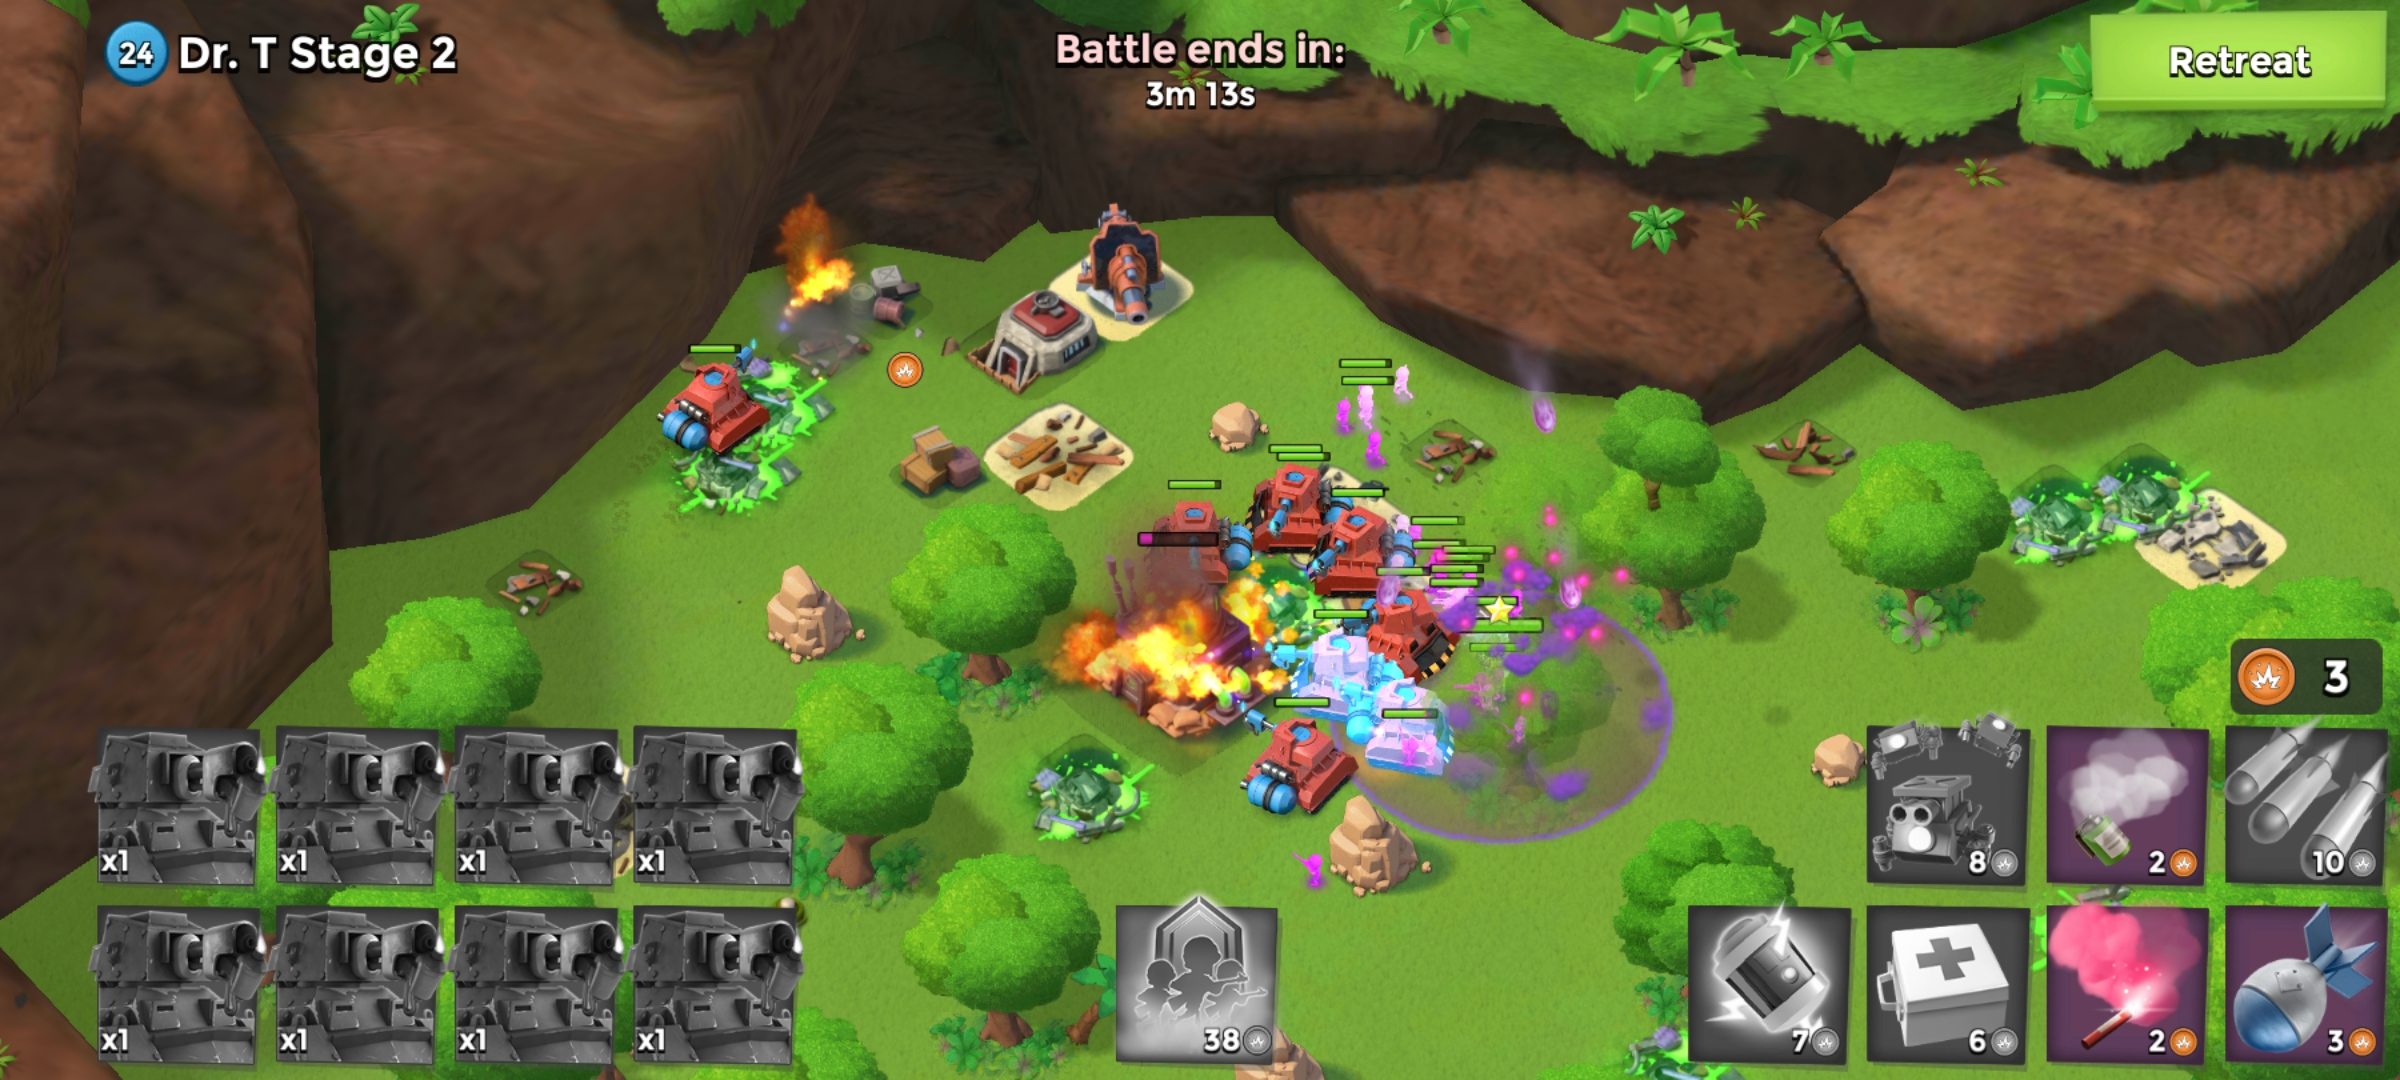 24 Dr. T Stage 2
Battle ends in:
3m 13s
Retreat
3
x1 x1 x1 x1
8 2 10
x1 x1 x1 x1
38
7 6 2 3